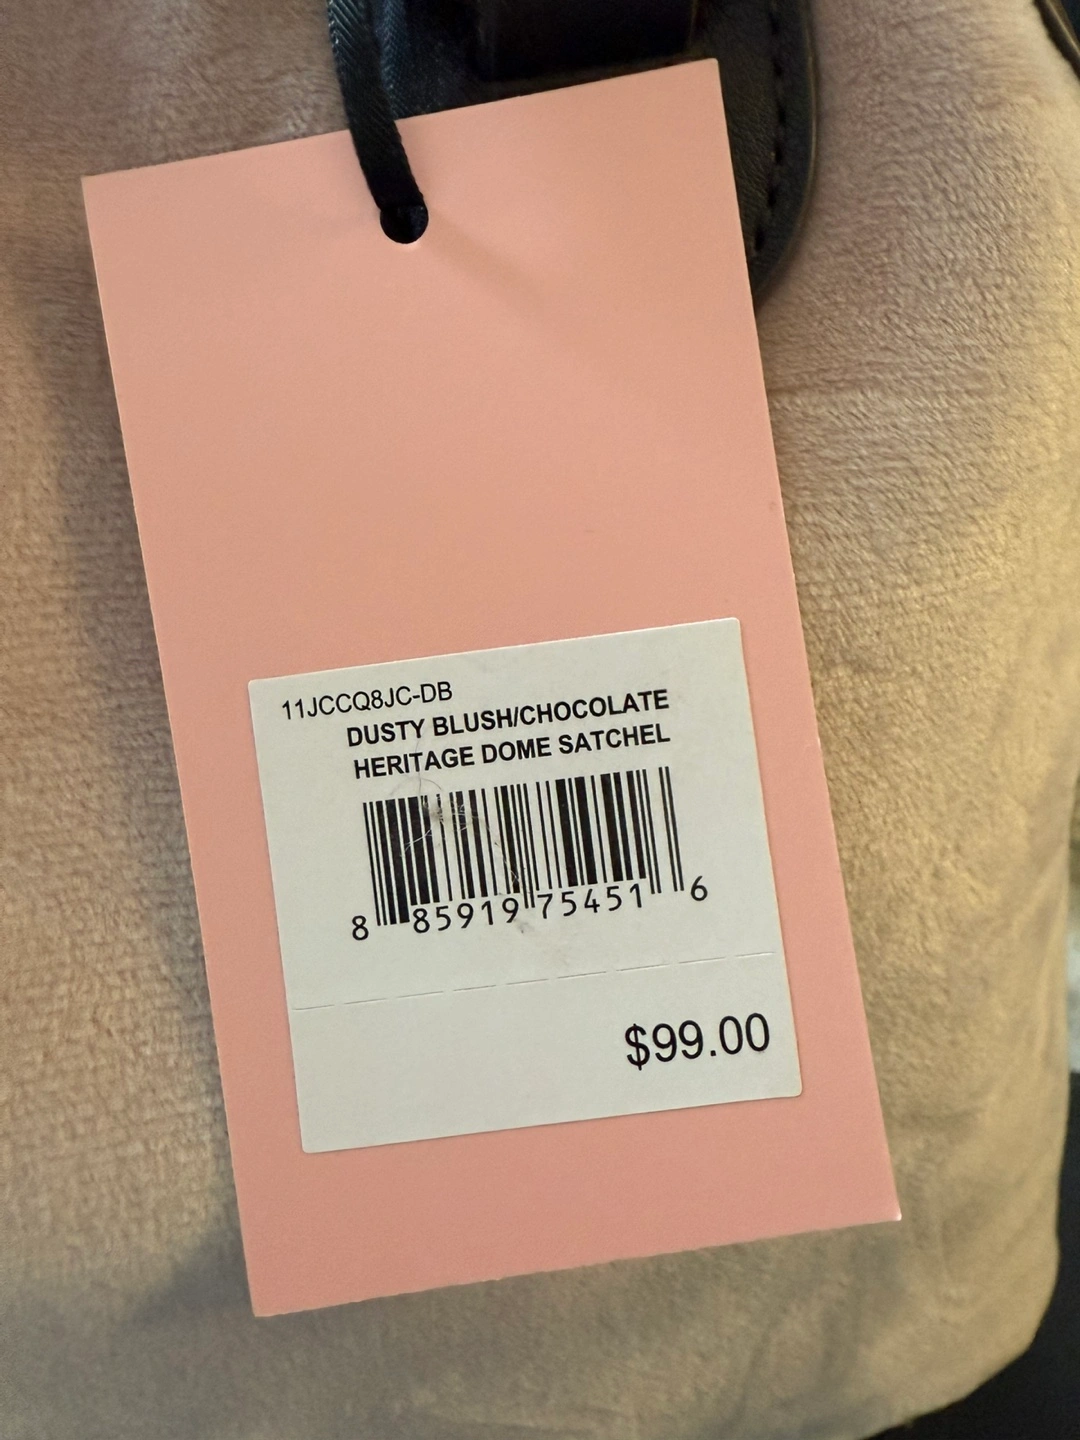 11JCCQ8JC-DB
DUSTY BLUSH/CHOCOLATE
HERITAGE DOME SATCHEL
8 85919 75451 6
$99.00